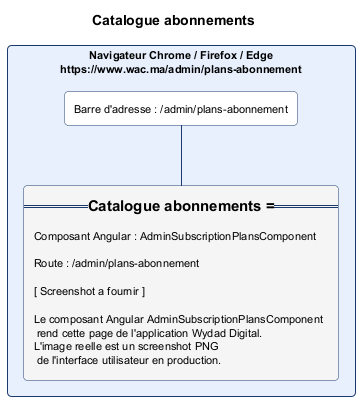 Catalogue abonnements
Navigateur Chrome / Firefox / Edge
https://www.wac.ma/admin/plans-abonnement
Barre d'adresse : /admin/plans-abonnement
Catalogue abonnements =
Composant Angular : AdminSubscriptionPlansComponent
Route : /admin/plans-abonnement
[ Screenshot a fournir ]
Le composant Angular AdminSubscriptionPlansComponent
rend cette page de l'application Wydad Digital.
L'image reelle est un screenshot PNG
de l'interface utilisateur en production.